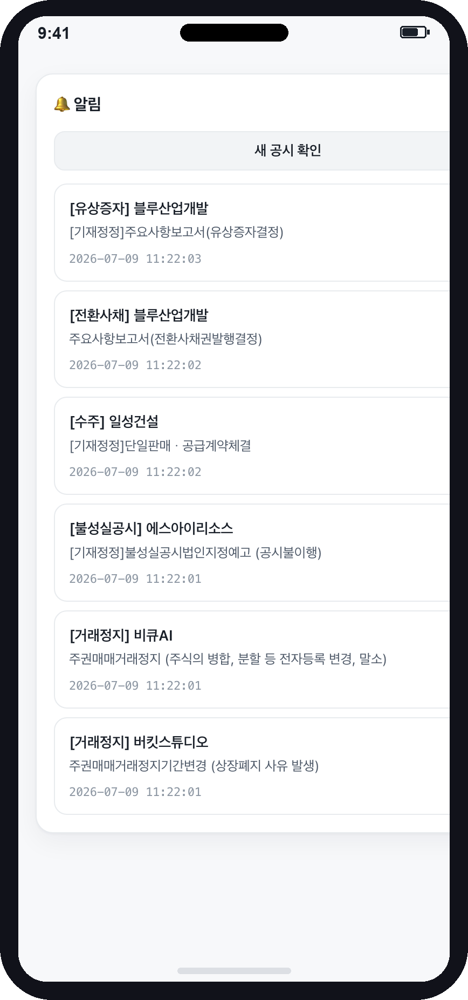 9:41
🔔 알림
새 공시 확인
[유상증자] 블루산업개발
[기재정정]주요사항보고서(유상증자결정)
2026-07-09 11:22:03
[전환사채] 블루산업개발
주요사항보고서(전환사채권발행결정)
2026-07-09 11:22:02
[수주] 일성건설
[기재정정]단일판매ㆍ공급계약체결
2026-07-09 11:22:02
[불성실공시] 에스아이리소스
[기재정정]불성실공시법인지정예고 (공시불이행)
2026-07-09 11:22:01
[거래정지] 비큐AI
주권매매거래정지 (주식의 병합, 분할 등 전자등록 변경, 말소)
2026-07-09 11:22:01
[거래정지] 버킷스튜디오
주권매매거래정지기간변경 (상장폐지 사유 발생)
2026-07-09 11:22:01